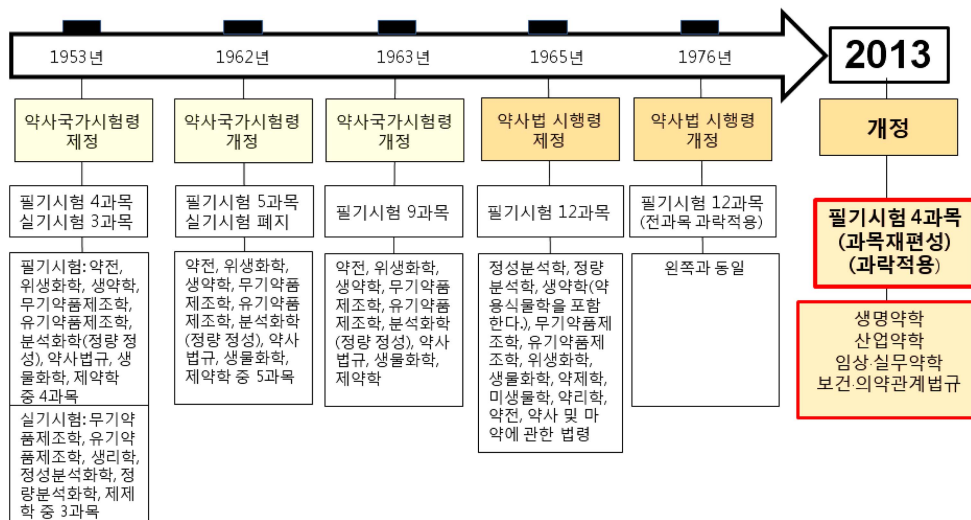 1953년
1962년
1963년
1965년
1976년
2013
약사국가시험령
제정
약사국가시험령
개정
약사국가시험령
개정
약사법 시행령
제정
약사법 시행령
개정
개정
필기시험 4과목
실기시험 3과목
필기시험 5과목
실기시험 폐지
필기시험 9과목
필기시험 12과목
필기시험 12과목
(전과목 과락적용)
필기시험 4과목
(과목재편성)
(과락적용)
필기시험: 약전,
위생화학, 생약학,
무기약품제조학,
유기약품제조학,
분석화학(정량 정
성), 약사법규, 생
물화학, 제약학
중 4과목
약전, 위생화학,
생약학, 무기약품
제조학, 유기약품
제조학, 분석화학
(정량 정성), 약사
법규, 생물화학,
제약학 중 5과목
약전, 위생화학,
생약학, 무기약품
제조학, 유기약품
제조학, 분석화학
(정량 정성), 약사
법규, 생물화학,
제약학
정성분석학, 정량
분석학, 생약학(약
용식물학을 포함
한다.), 무기약품제
조학, 유기약품제
조학, 위생화학,
생물화학, 약제학,
미생물학, 약리학,
약전, 약사 및 마
약에 관한 법령
왼쪽과 동일
생명약학
산업약학
임상·실무약학
보건·의약관계법규
실기시험: 무기약
품제조학, 유기약
품제조학, 생리학,
정성분석화학, 정
량분석화학, 제제
학 중 3과목